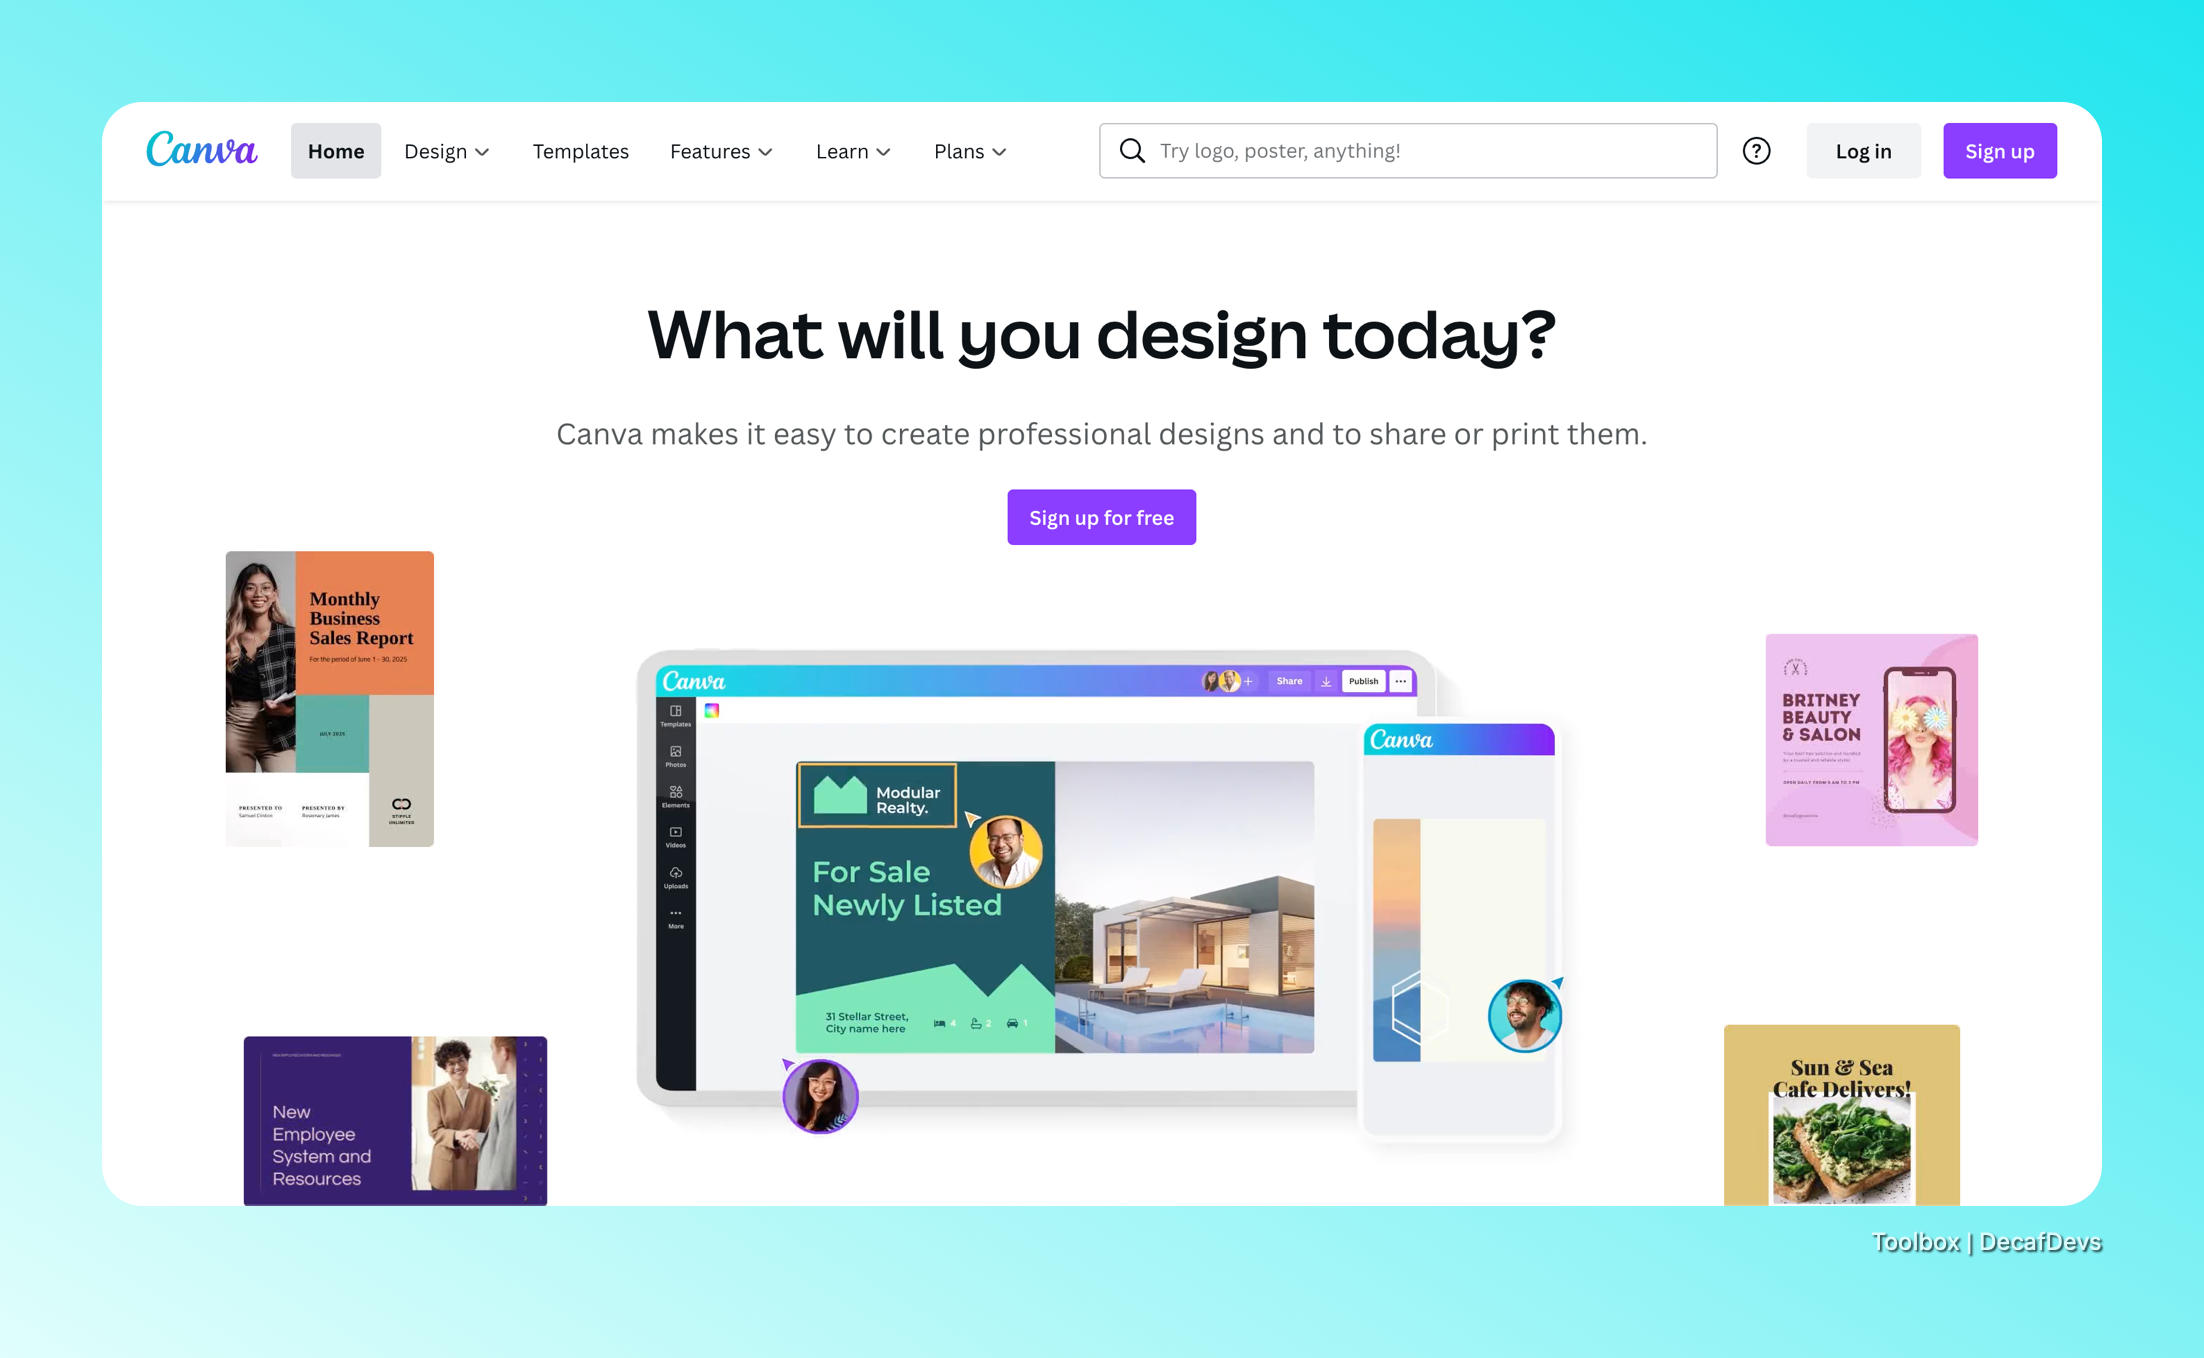 Canva
Home
Design
Templates
Features
Learn
Plans
Try logo, poster, anything!
?
Log in
Sign up
What will you design today?
Canva makes it easy to create professional designs and to share or print them.
Sign up for free
Monthly
Business
Sales Report
For the period of June 1 - 30, 2025
JULY 2025
PRESENTED TO
Samuel Clinton
PRESENTED BY
Rosemary James
STIPPLE
UNLIMITED
Canva
Share
Publish
Templates
Photos
Elements
Videos
Uploads
More
Modular
Realty.
For Sale
Newly Listed
31 Stellar Street,
City name here
4
2
1
Canva
BRITNEY
BEAUTY
& SALON
OPEN DAILY FROM 9 AM TO 5 PM
New
Employee
System and
Resources
Sun & Sea
Cafe Delivers!
Toolbox | DecafDevs